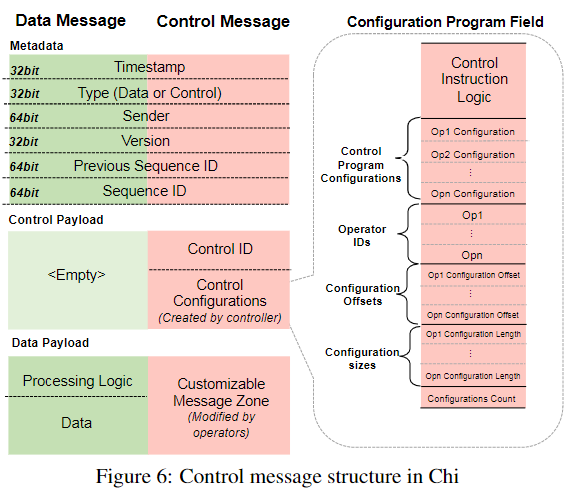 Data Message
Control Message
Metadata
32bit
Timestamp
32bit
Type (Data or Control)
64bit
Sender
32bit
Version
64bit
Previous Sequence ID
64bit
Sequence ID
Control Payload
<Empty>
Control ID
Control
Configurations
(Created by controller)
Data Payload
Processing Logic
Data
Customizable
Message Zone
(Modified by
operators)
Configuration Program Field
Control
Instruction
Logic
Control
Program
Configurations
Op1 Configuration
Op2 Configuration
⋮
Opn Configuration
Operator
IDs
Op1
⋮
Opn
Configuration
Offsets
Op1 Configuration Offset
⋮
Opn Configuration Offset
Configuration
sizes
Op1 Configuration Length
⋮
Opn Configuration Length
Configurations Count
Figure 6: Control message structure in Chi